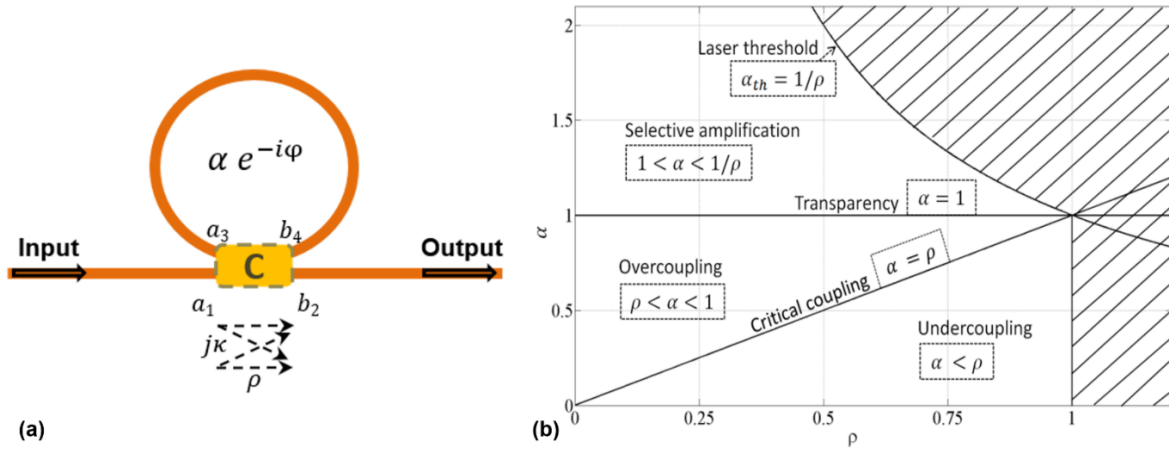 α e⁻ⁱᵠ
a₃ b₄
Input
Output
C
a₁ b₂
jκ
ρ
(a)
2
1.5
1
0.5
0
α
Laser threshold
αₜₕ = 1/ρ
Selective amplification
1 < α < 1/ρ
Transparency α = 1
Overcoupling
ρ < α < 1
Critical coupling α = ρ
Undercoupling
α < ρ
0 0.25 0.5 0.75 1
ρ
(b)